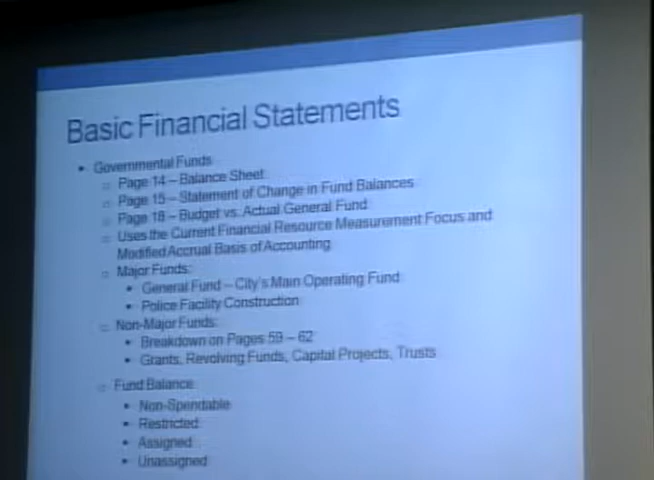 Basic Financial Statements
Governmental Funds
Page 14 – Balance Sheet
Page 15 – Statement of Change in Fund Balances
Page 18 – Budget vs. Actual General Fund
Uses the Current Financial Resource Measurement Focus and
Modified Accrual Basis of Accounting
Major Funds:
General Fund – City's Main Operating Fund
Police Facility Construction
Non-Major Funds:
Breakdown on Pages 59 – 62
Grants, Revolving Funds, Capital Projects, Trusts
Fund Balance
Non-Spendable
Restricted
Assigned
Unassigned